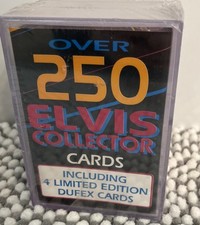 OVER
250
ELVIS
COLLECTOR
CARDS
INCLUDING
4 LIMITED EDITION
DUFEX CARDS